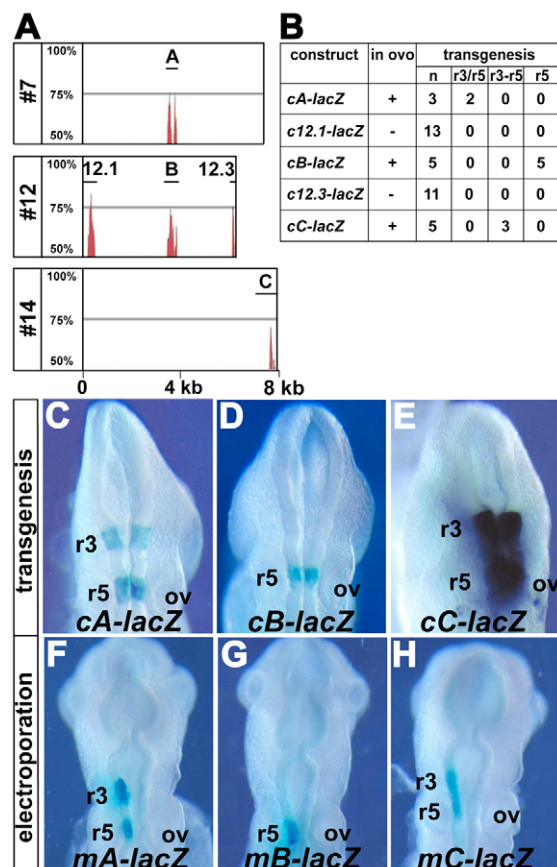 A
B
#7
100%
75%
50%
A
#12
100%
75%
50%
12.1
B
12.3
#14
100%
75%
50%
C
0
4 kb
8 kb
construct in ovo transgenesis
n r3/r5 r3-r5 r5
cA-lacZ + 3 2 0 0
c12.1-lacZ - 13 0 0 0
cB-lacZ + 5 0 0 5
c12.3-lacZ - 11 0 0 0
cC-lacZ + 5 0 3 0
transgenesis
C
r3
r5
ov
cA-lacZ
D
r5
ov
cB-lacZ
E
r3
r5
ov
cC-lacZ
electroporation
F
r3
r5
ov
mA-lacZ
G
r5
ov
mB-lacZ
H
r3
r5
ov
mC-lacZ